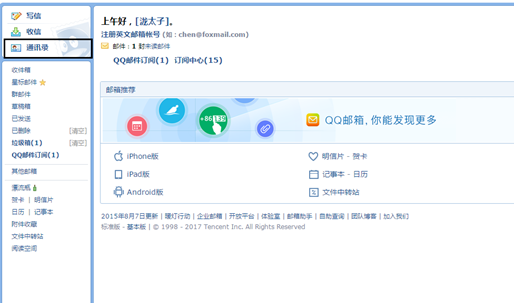 写信
收信
通讯录
收件箱
星标邮件
群邮件
草稿箱
已发送
已删除 [清空]
垃圾箱(1) [清空]
QQ邮件订阅(1)
其他邮箱
漂流瓶
贺卡 | 明信片
日历 | 记事本
附件收藏
文件中转站
阅读空间
上午好，[泷太子]。
注册英文邮箱帐号 (如：chen@foxmail.com)
邮件：1 封未读邮件
QQ邮件订阅(1) 订阅中心(15)
邮箱推荐
+86 139
QQ邮箱，你能发现更多
iPhone版
明信片 - 贺卡
iPad版
记事本 - 日历
Android版
文件中转站
2015年8月7日更新 | 暖灯行动 | 企业邮箱 | 开放平台 | 体验室 | 邮箱助手 | 自助查询 | 团队博客 | 加入我们
标准版 - 基本版 | © 1998 - 2017 Tencent Inc. All Rights Reserved